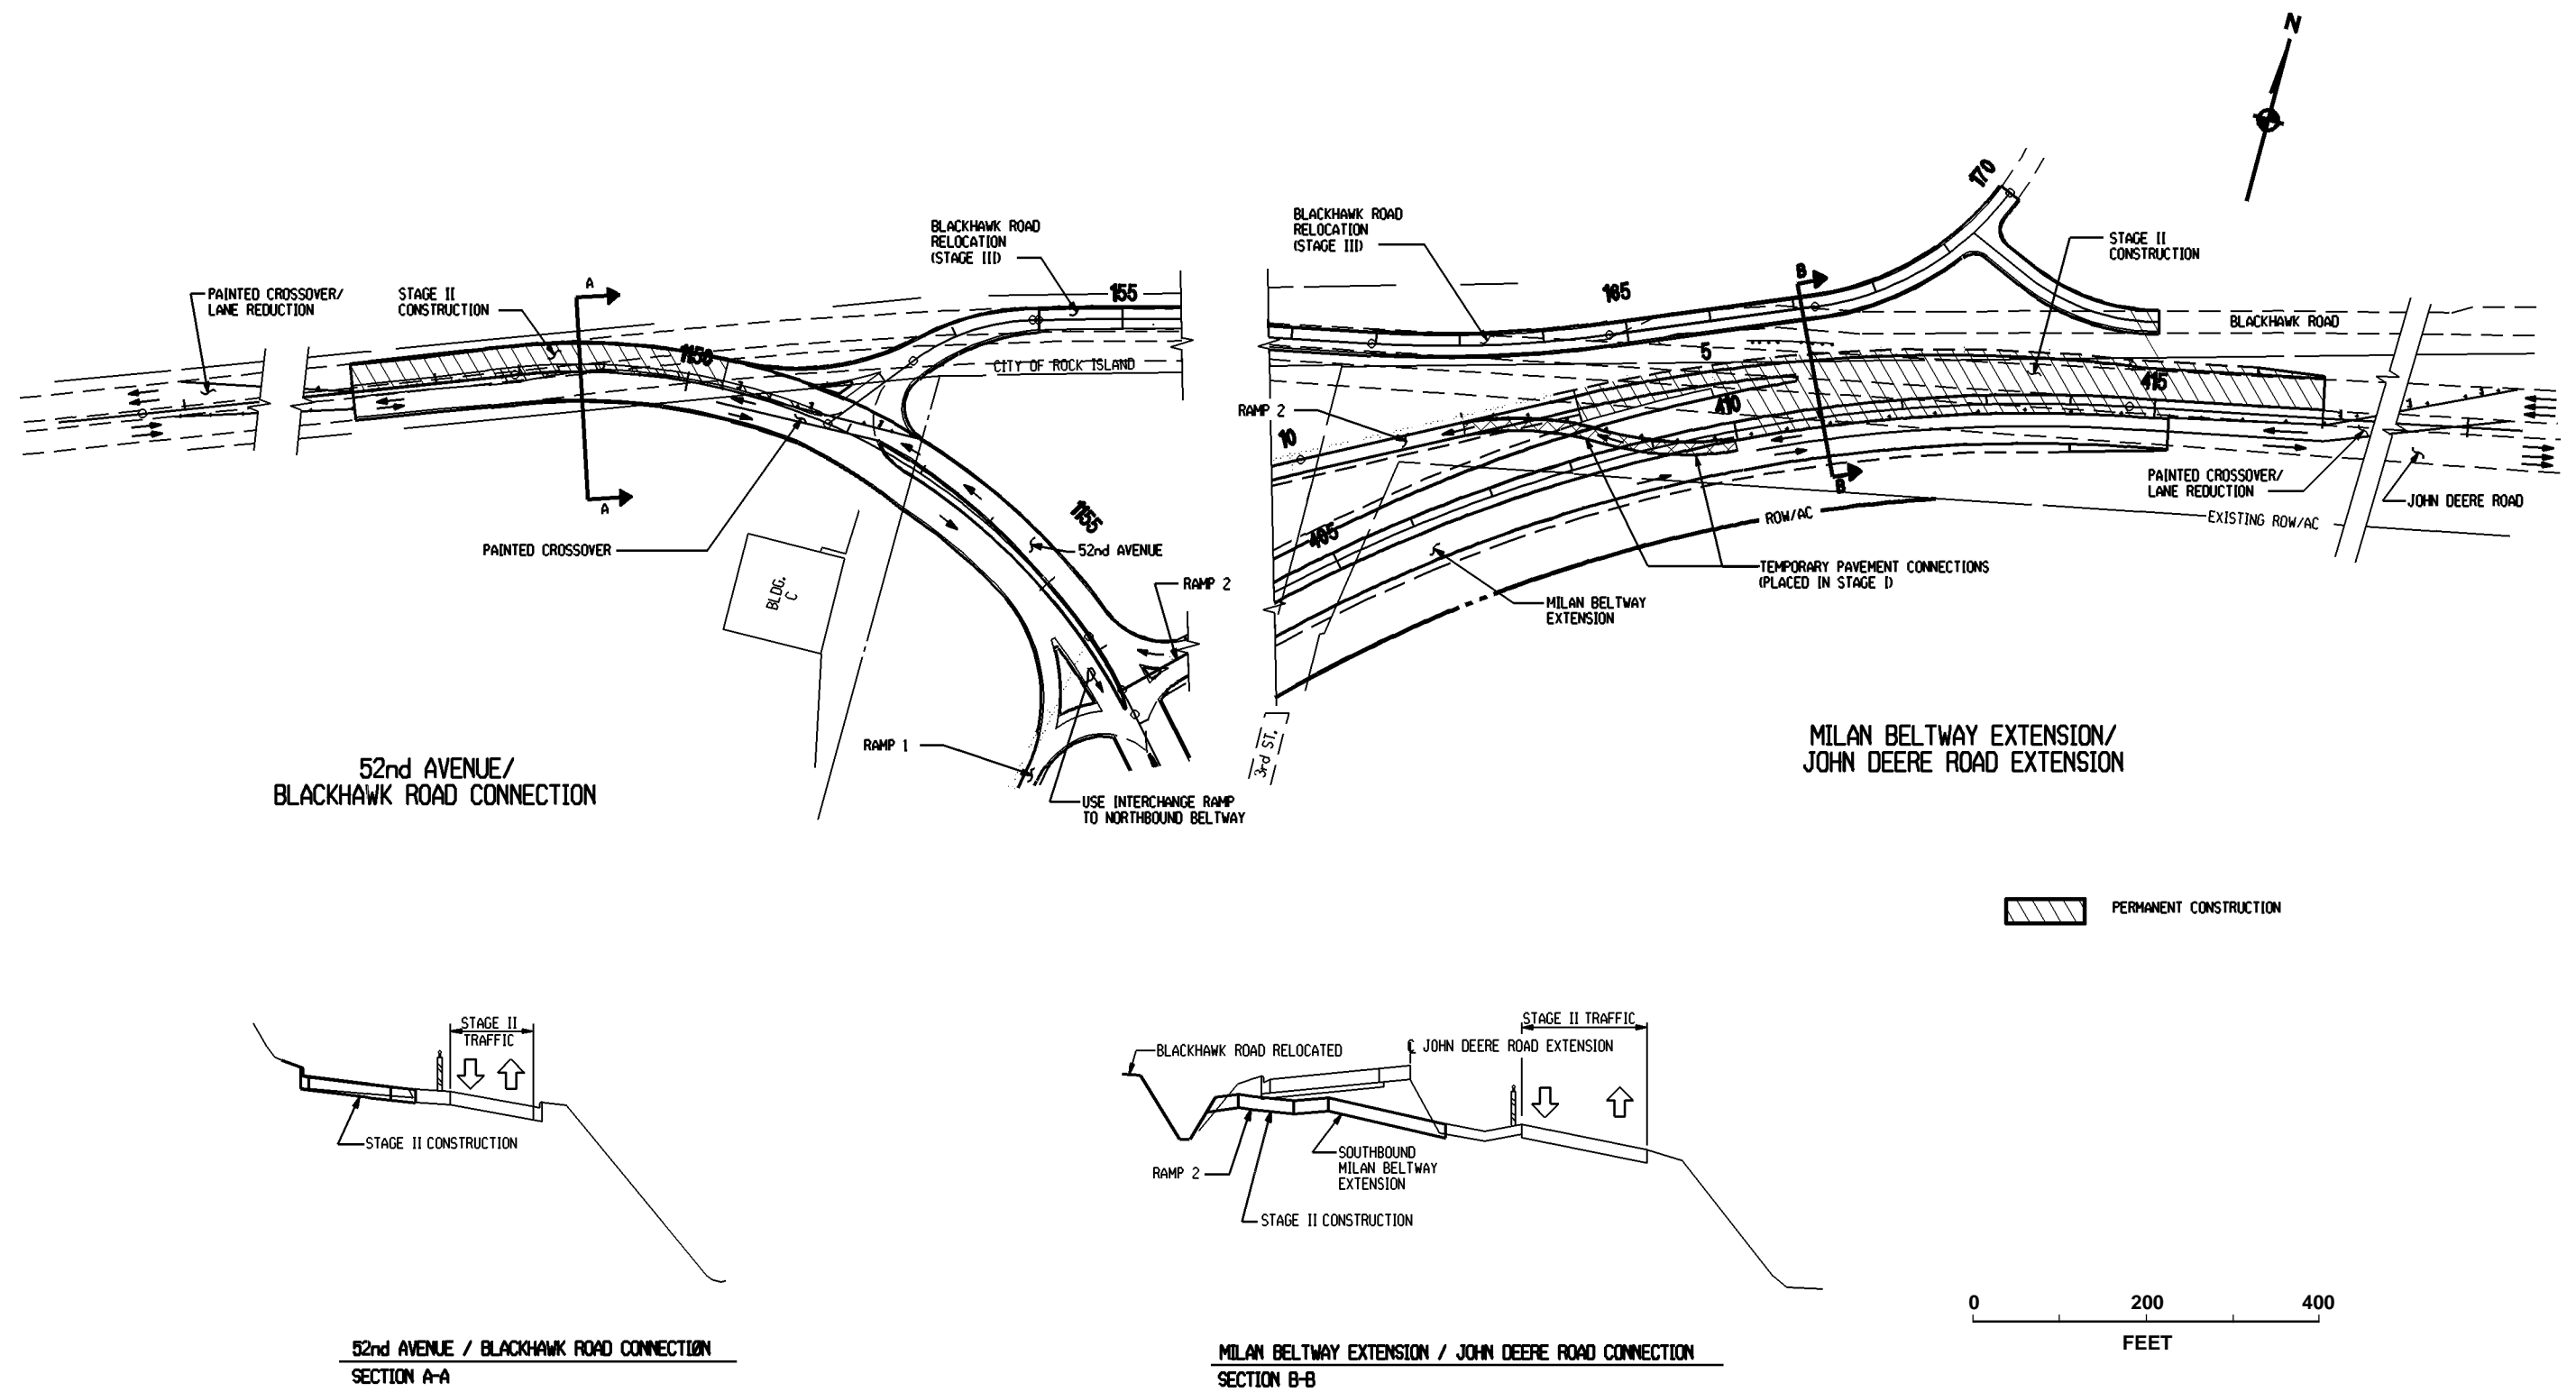 N
170
BLACKHAWK ROAD
RELOCATION
(STAGE III)
BLACKHAWK ROAD
RELOCATION
(STAGE III)
STAGE II
CONSTRUCTION
A
B
PAINTED CROSSOVER/
LANE REDUCTION
STAGE II
CONSTRUCTION
155
165
BLACKHAWK ROAD
1150
CITY OF ROCK ISLAND
5
415
RAMP 2
410
10
A
B
PAINTED CROSSOVER/
LANE REDUCTION
JOHN DEERE ROAD
1155
ROW/AC
EXISTING ROW/AC
405
PAINTED CROSSOVER
52nd AVENUE
TEMPORARY PAVEMENT CONNECTIONS
(PLACED IN STAGE I)
BLDG.
C
RAMP 2
MILAN BELTWAY
EXTENSION
RAMP 1
3rd ST.
MILAN BELTWAY EXTENSION/
JOHN DEERE ROAD EXTENSION
52nd AVENUE/
BLACKHAWK ROAD CONNECTION
USE INTERCHANGE RAMP
TO NORTHBOUND BELTWAY
PERMANENT CONSTRUCTION
STAGE II
TRAFFIC
STAGE II CONSTRUCTION
STAGE II TRAFFIC
BLACKHAWK ROAD RELOCATED
℄ JOHN DEERE ROAD EXTENSION
SOUTHBOUND
MILAN BELTWAY
EXTENSION
RAMP 2
STAGE II CONSTRUCTION
0 200 400
FEET
52nd AVENUE / BLACKHAWK ROAD CONNECTION
SECTION A-A
MILAN BELTWAY EXTENSION / JOHN DEERE ROAD CONNECTION
SECTION B-B